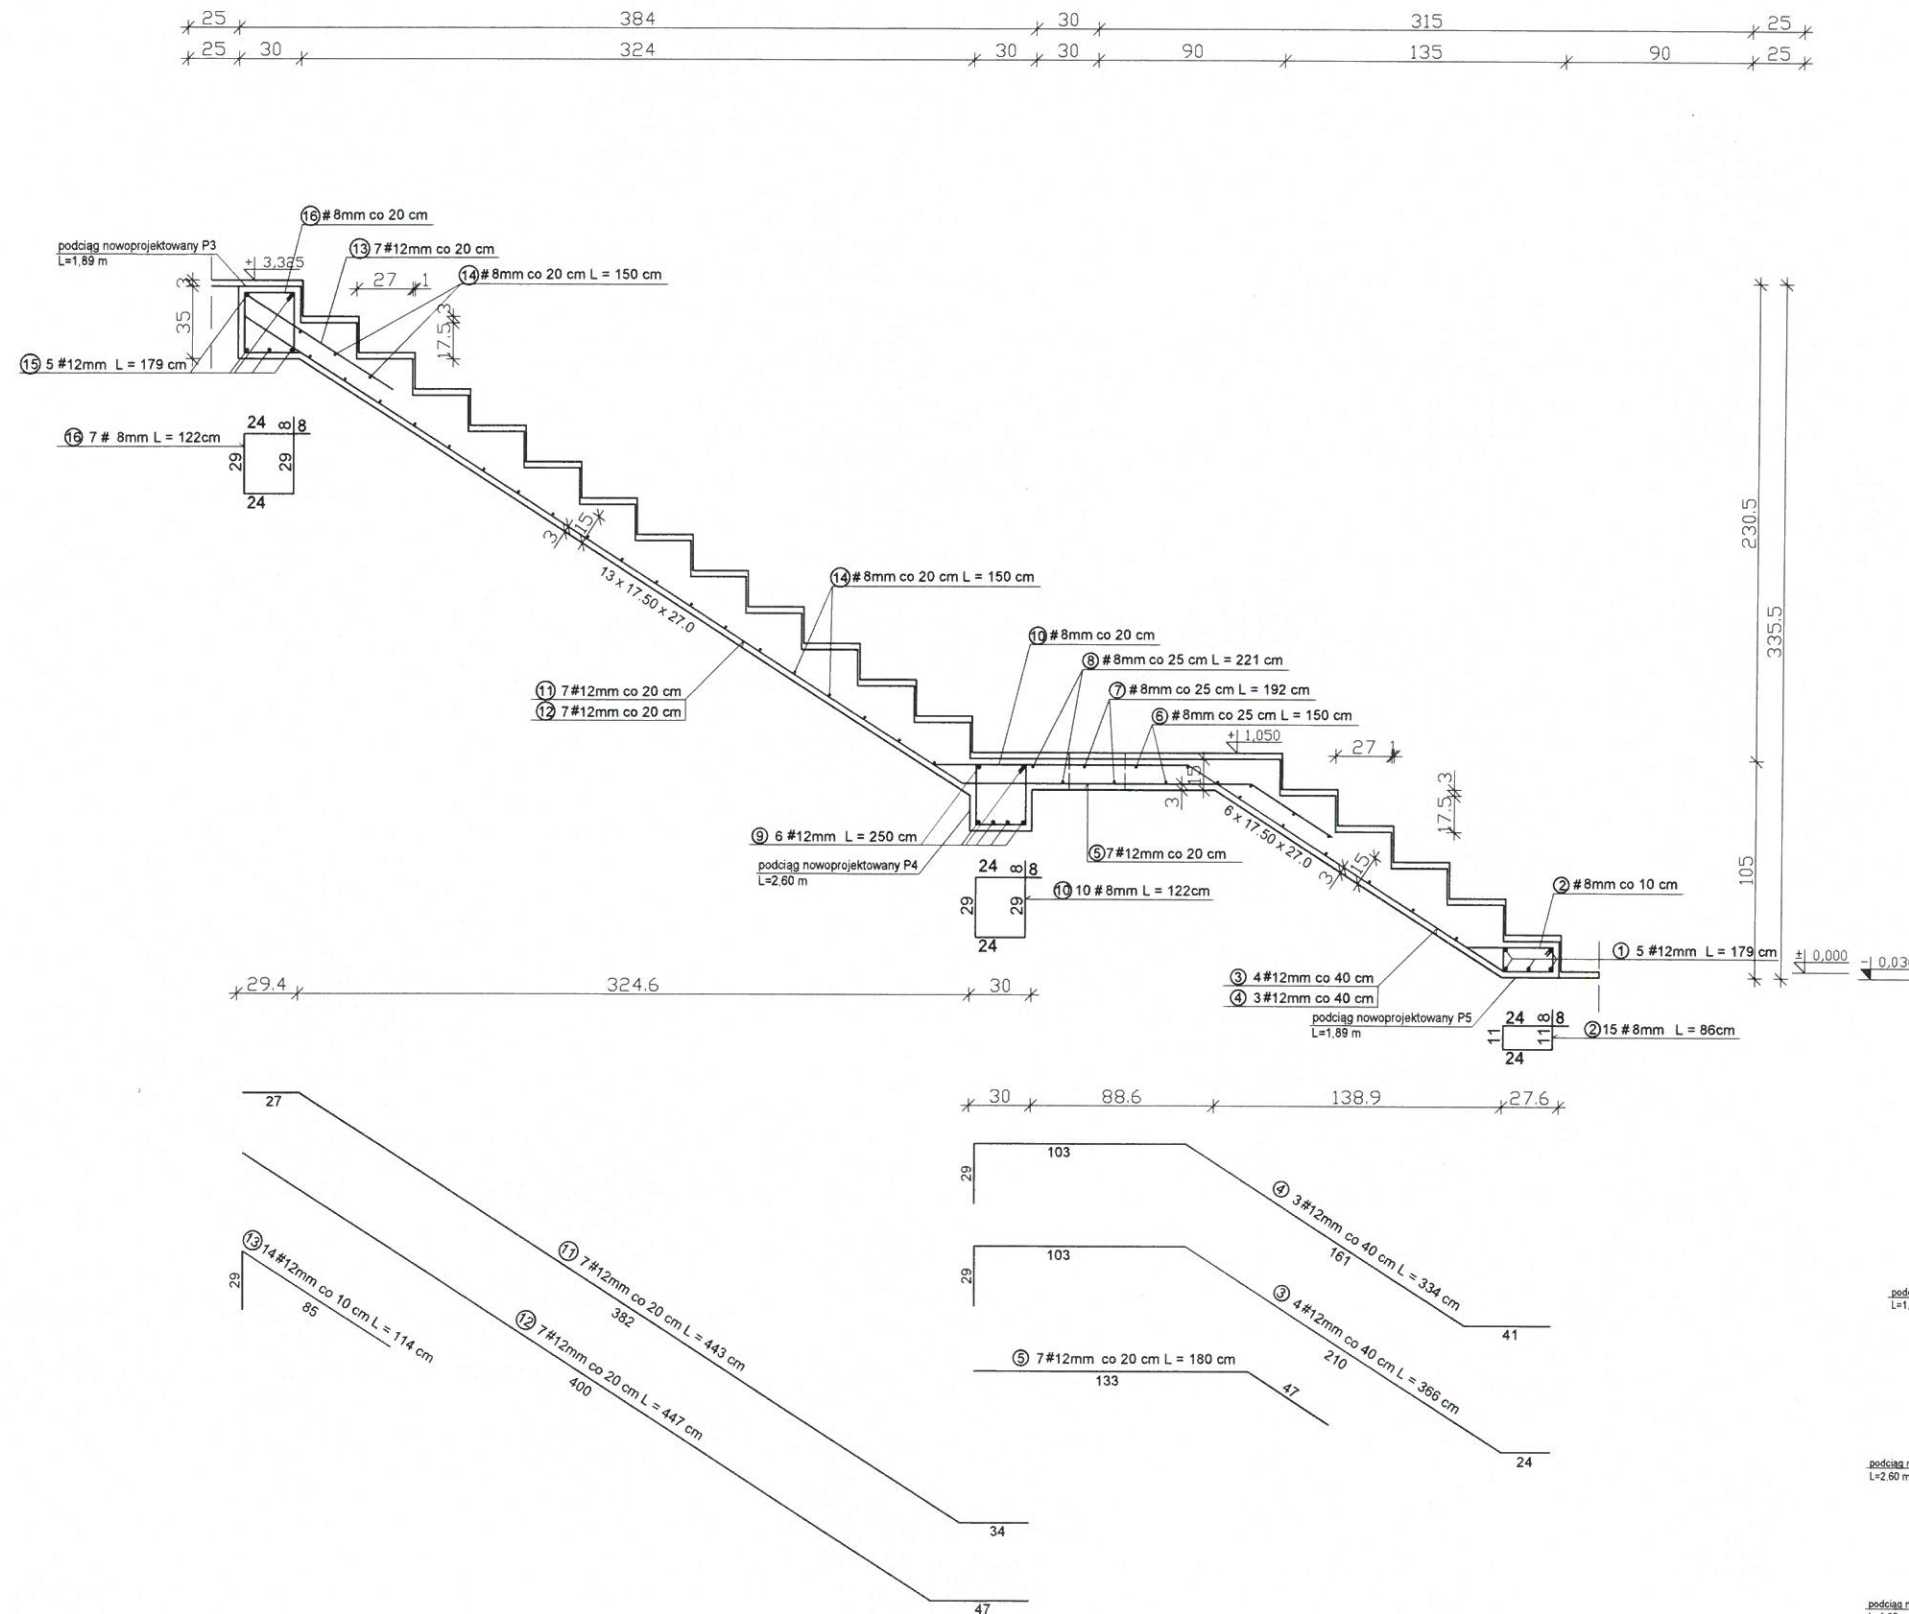 25 384 30 315 25
25 30 324 30 30 90 135 90 25
⑯ # 8mm co 20 cm
podciąg nowoprojektowany P3
L=1,89 m
⑬ 7 #12mm co 20 cm
+ 3,325
⑭ # 8mm co 20 cm L = 150 cm
27 1
3
35
3
17.5
⑮ 5 #12mm L = 179 cm
24 8 8
⑯ 7 # 8mm L = 122cm
29 29
24
15
3
13 x 17.50 x 27.0
230.5
335.5
105
⑭ # 8mm co 20 cm L = 150 cm
⑩ # 8mm co 20 cm
⑧ # 8mm co 25 cm L = 221 cm
⑪ 7#12mm co 20 cm
⑦ # 8mm co 25 cm L = 192 cm
⑫ 7#12mm co 20 cm
⑥ #8mm co 25 cm L = 150 cm
+ 1,050
27 1
15
3
3
17.5
6 x 17.50 x 27.0
⑨ 6 #12mm L = 250 cm
podciąg nowoprojektowany P4
L=2,60 m
⑤ 7#12mm co 20 cm
15
3
24 8 8
⑩ 10 # 8mm L = 122cm
29 29
24
② # 8mm co 10 cm
① 5 #12mm L = 179 cm
± 0,000
③ 4#12mm co 40 cm
④ 3#12mm co 40 cm
podciąg nowoprojektowany P5
L=1,89 m
24 8 8
② 15 # 8mm L = 86cm
11 11
24
29.4 324.6 30
30 88.6 138.9 27.6
27
⑪ 7#12mm co 20 cm L = 443 cm
382
34
⑫ 7#12mm co 20 cm L = 447 cm
400
47
⑬ 14#12mm co 10 cm L = 114 cm
29
85
29
103
④ 3#12mm co 40 cm L = 334 cm
161
41
29
103
③ 4#12mm co 40 cm L = 366 cm
210
24
⑤ 7#12mm co 20 cm L = 180 cm
133
47
L=2,60 m